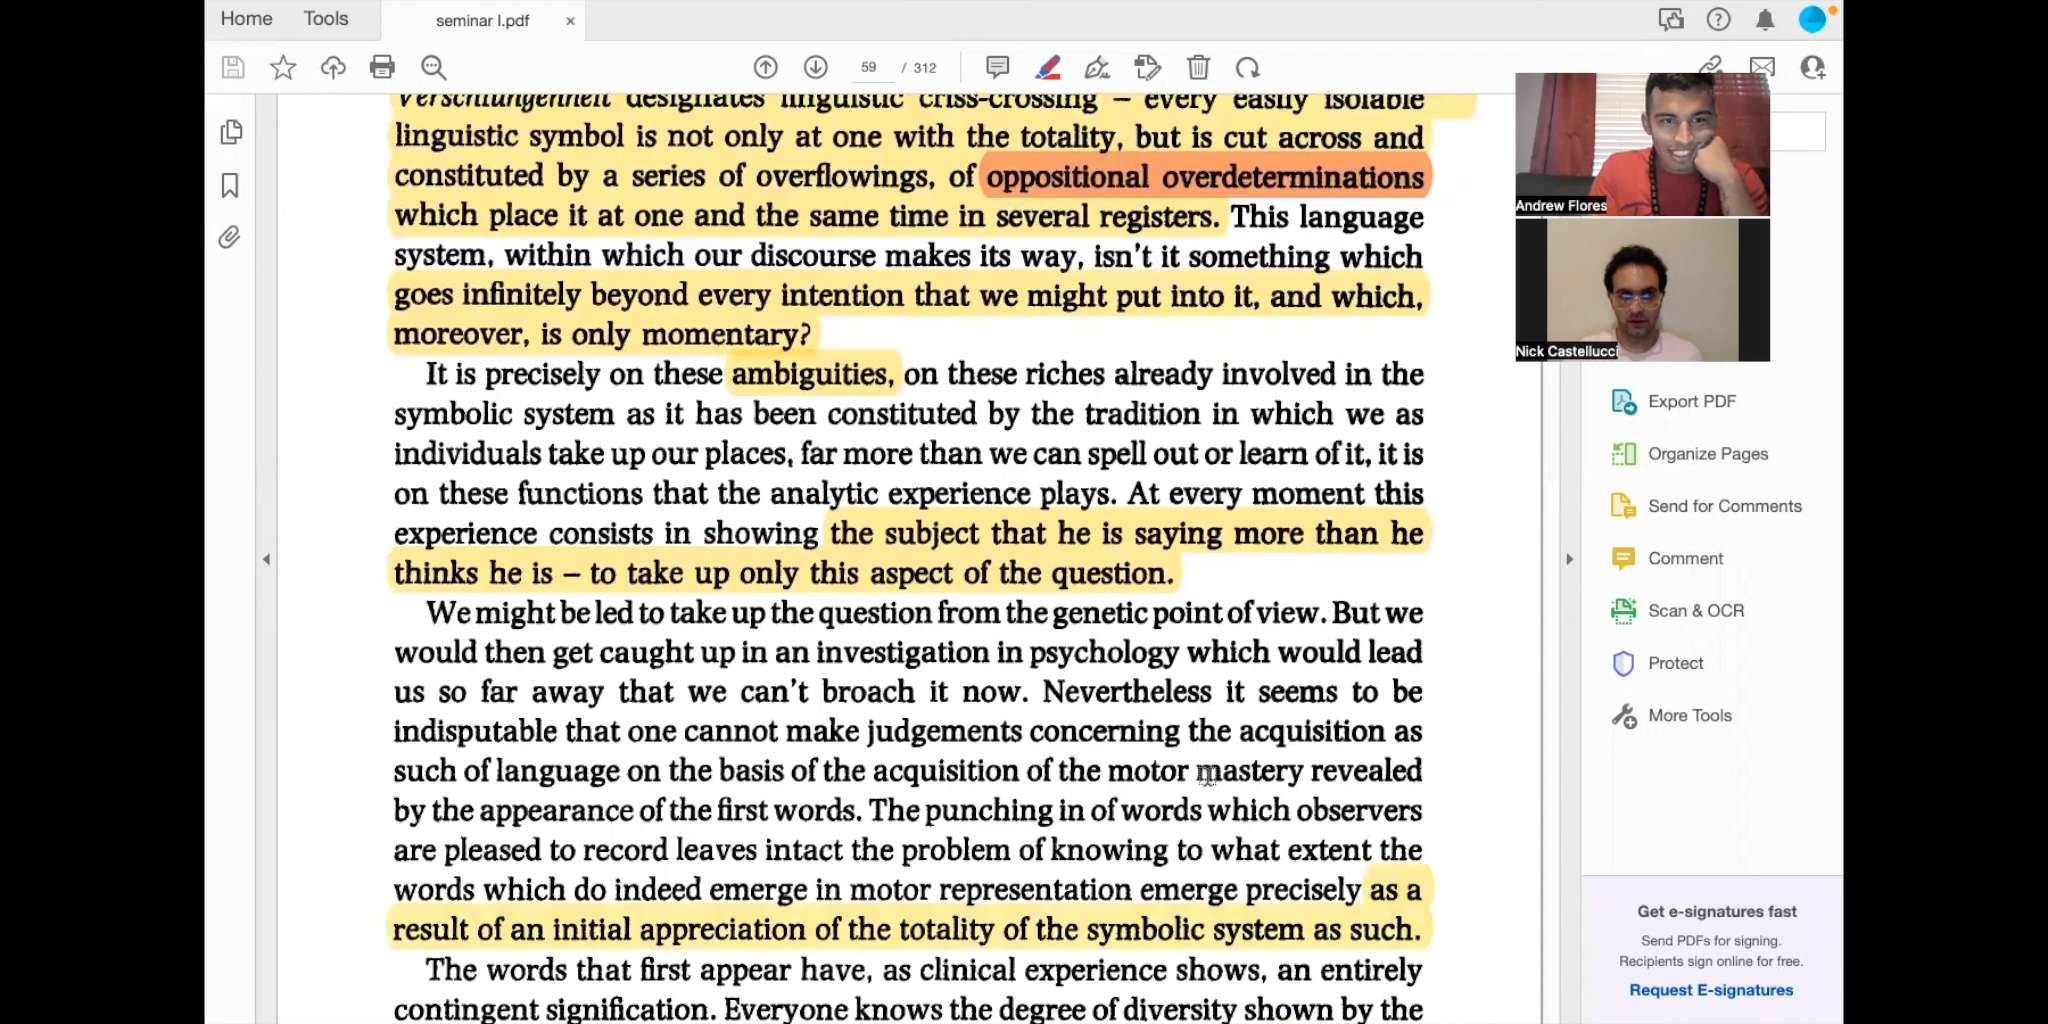 Home
Tools
seminar I.pdf
59 / 312
Verschlungenheit designates linguistic criss-crossing – every easily isolable
linguistic symbol is not only at one with the totality, but is cut across and
constituted by a series of overflowings, of oppositional overdeterminations
which place it at one and the same time in several registers. This language
system, within which our discourse makes its way, isn't it something which
goes infinitely beyond every intention that we might put into it, and which,
moreover, is only momentary?
It is precisely on these ambiguities, on these riches already involved in the
symbolic system as it has been constituted by the tradition in which we as
individuals take up our places, far more than we can spell out or learn of it, it is
on these functions that the analytic experience plays. At every moment this
experience consists in showing the subject that he is saying more than he
thinks he is – to take up only this aspect of the question.
We might be led to take up the question from the genetic point of view. But we
would then get caught up in an investigation in psychology which would lead
us so far away that we can't broach it now. Nevertheless it seems to be
indisputable that one cannot make judgements concerning the acquisition as
such of language on the basis of the acquisition of the motor mastery revealed
by the appearance of the first words. The punching in of words which observers
are pleased to record leaves intact the problem of knowing to what extent the
words which do indeed emerge in motor representation emerge precisely as a
result of an initial appreciation of the totality of the symbolic system as such.
The words that first appear have, as clinical experience shows, an entirely
contingent signification. Everyone knows the degree of diversity shown by the
Andrew Flores
Nick Castellucci
Export PDF
Organize Pages
Send for Comments
Comment
Scan & OCR
Protect
More Tools
Get e-signatures fast
Send PDFs for signing.
Recipients sign online for free.
Request E-signatures